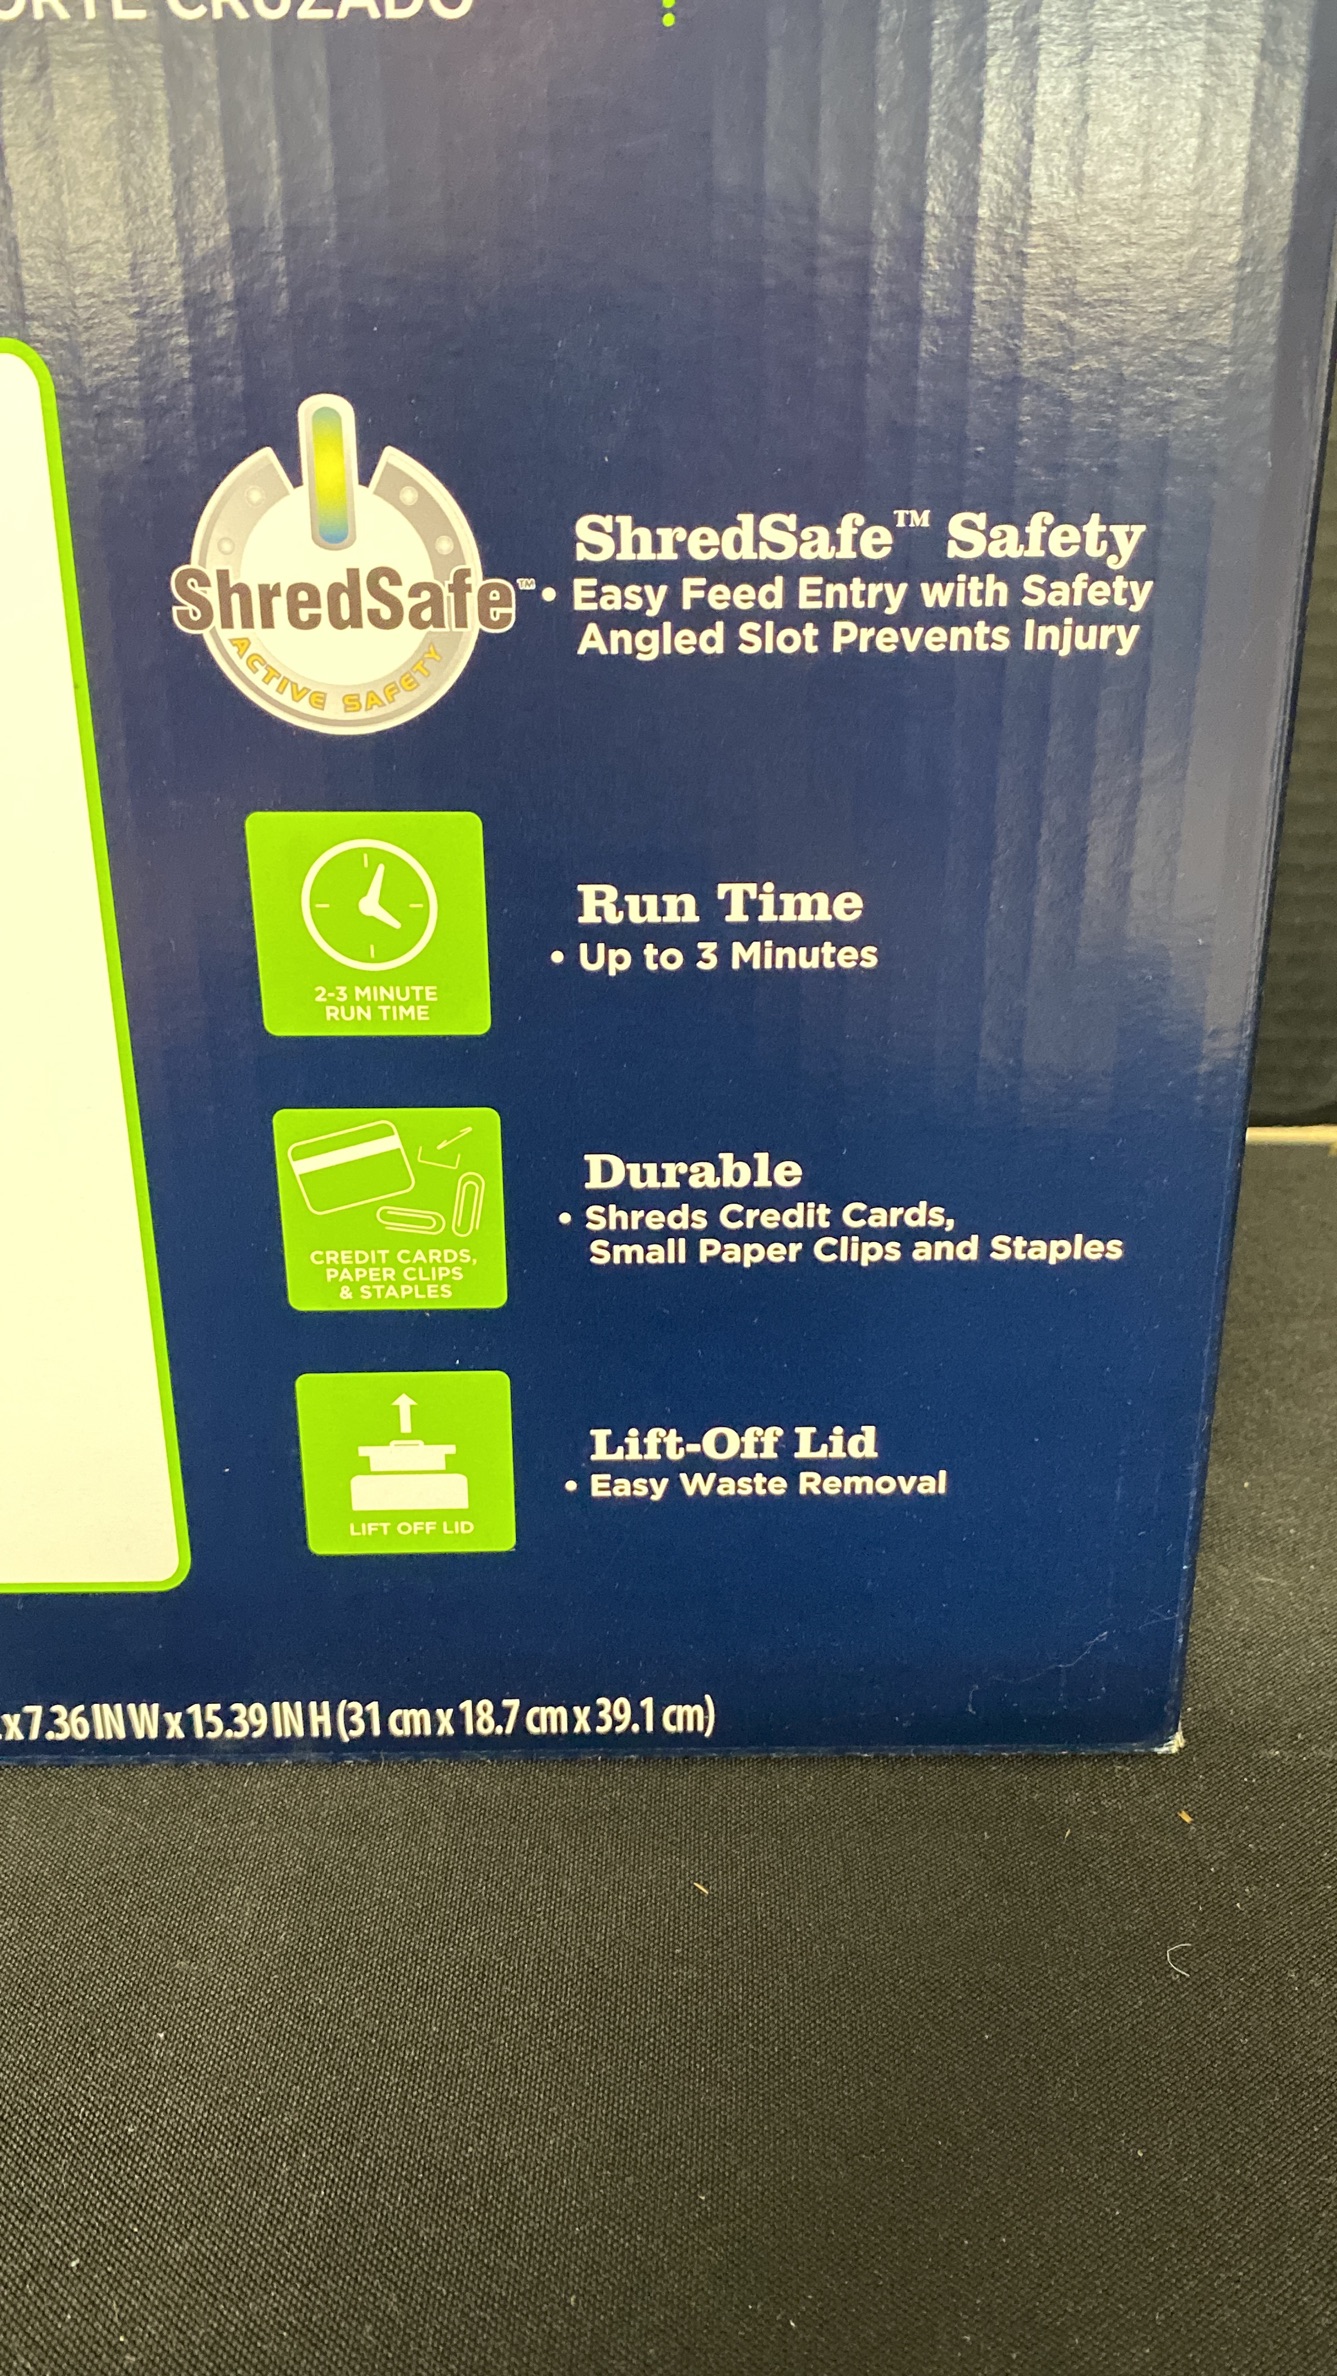 CRUZADO
ShredSafe™
ACTIVE SAFETY
ShredSafe™ Safety
• Easy Feed Entry with Safety
Angled Slot Prevents Injury
2-3 MINUTE
RUN TIME
Run Time
• Up to 3 Minutes
CREDIT CARDS,
PAPER CLIPS
& STAPLES
Durable
• Shreds Credit Cards,
Small Paper Clips and Staples
LIFT OFF LID
Lift-Off Lid
• Easy Waste Removal
x 7.36 IN W x 15.39 IN H (31 cm x 18.7 cm x 39.1 cm)